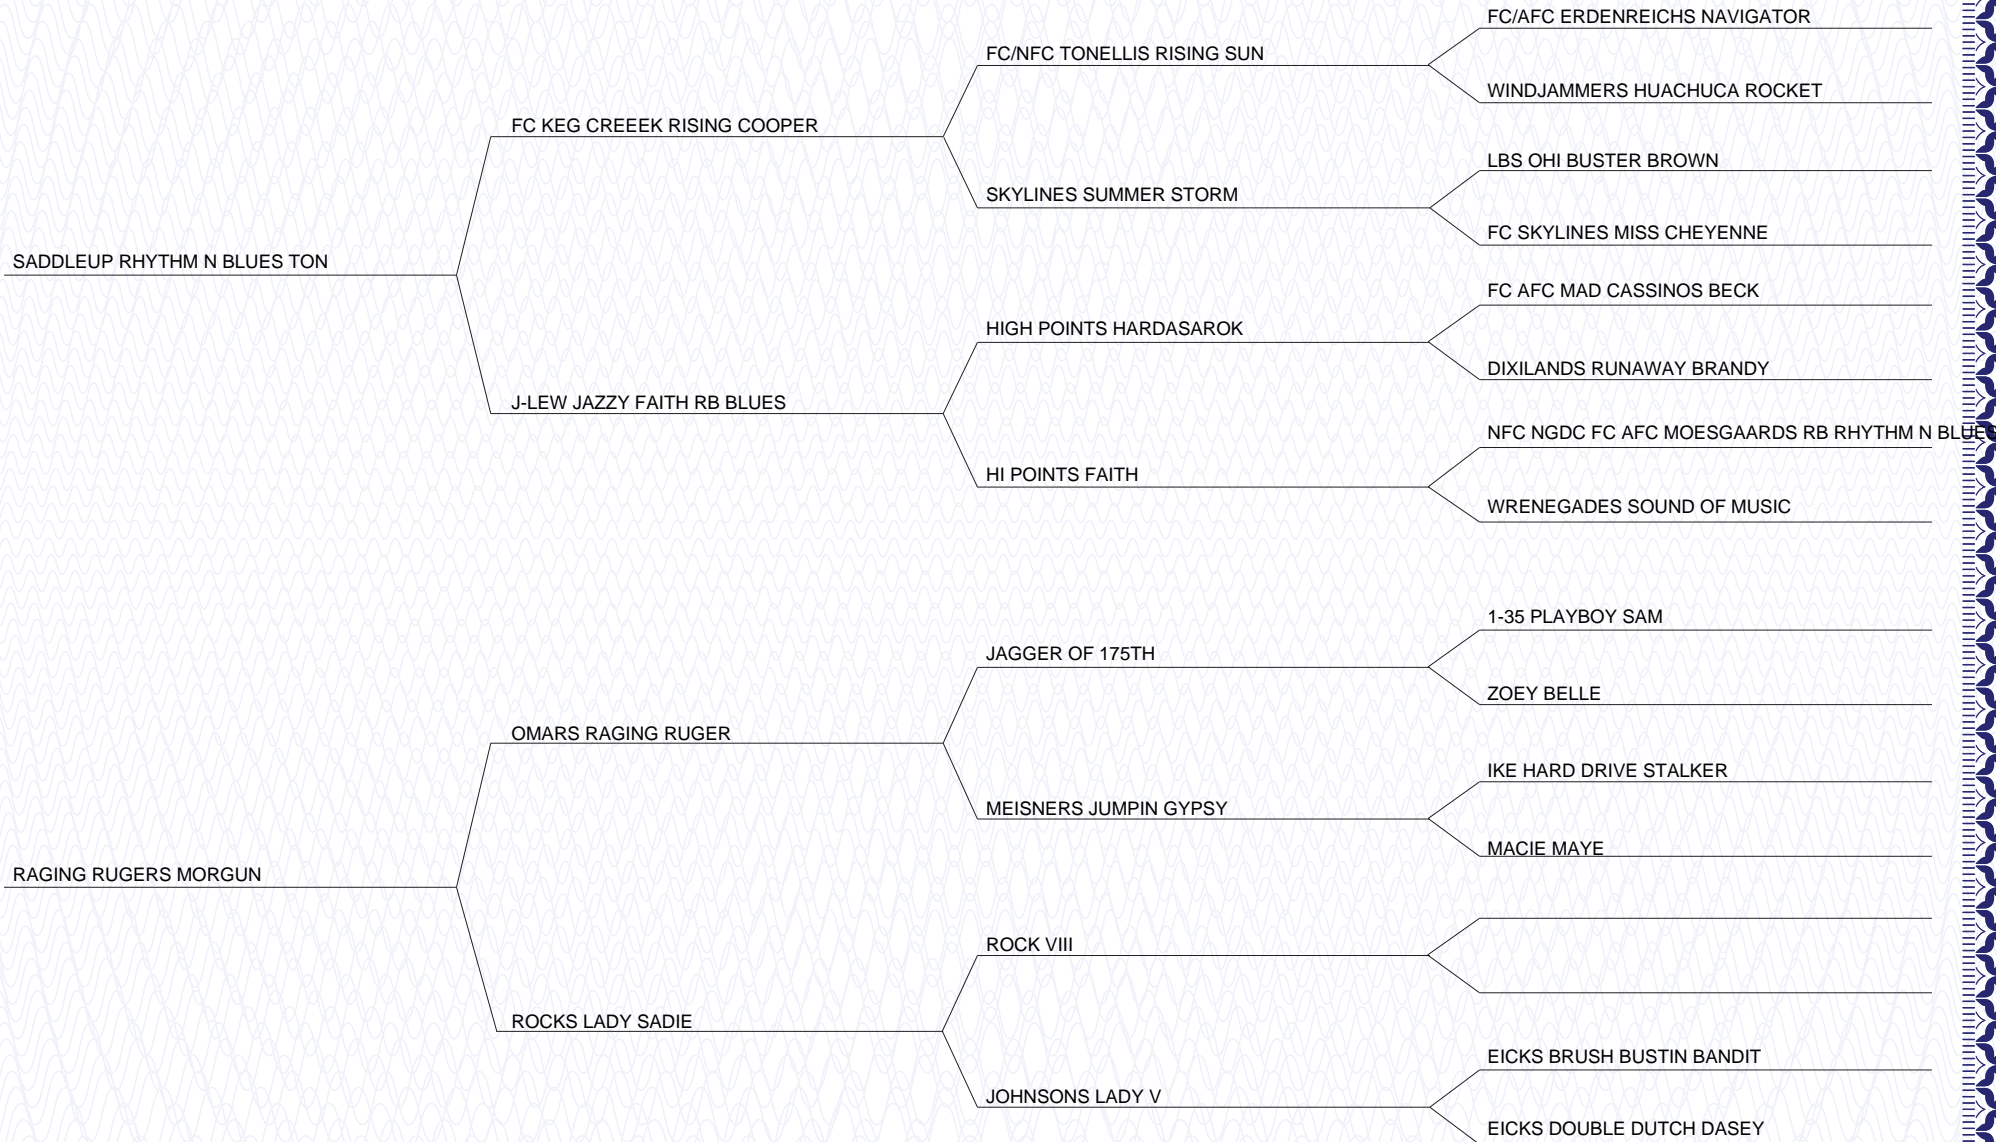 FC/AFC ERDENREICHS NAVIGATOR
FC/NFC TONELLIS RISING SUN
WINDJAMMERS HUACHUCA ROCKET
FC KEG CREEEK RISING COOPER
LBS OHI BUSTER BROWN
SKYLINES SUMMER STORM
FC SKYLINES MISS CHEYENNE
SADDLEUP RHYTHM N BLUES TON
FC AFC MAD CASSINOS BECK
HIGH POINTS HARDASAROK
DIXILANDS RUNAWAY BRANDY
J-LEW JAZZY FAITH RB BLUES
NFC NGDC FC AFC MOESGAARDS RB RHYTHM N BLUES
HI POINTS FAITH
WRENEGADES SOUND OF MUSIC
1-35 PLAYBOY SAM
JAGGER OF 175TH
ZOEY BELLE
OMARS RAGING RUGER
IKE HARD DRIVE STALKER
MEISNERS JUMPIN GYPSY
MACIE MAYE
RAGING RUGERS MORGUN
ROCK VIII
ROCKS LADY SADIE
EICKS BRUSH BUSTIN BANDIT
JOHNSONS LADY V
EICKS DOUBLE DUTCH DASEY